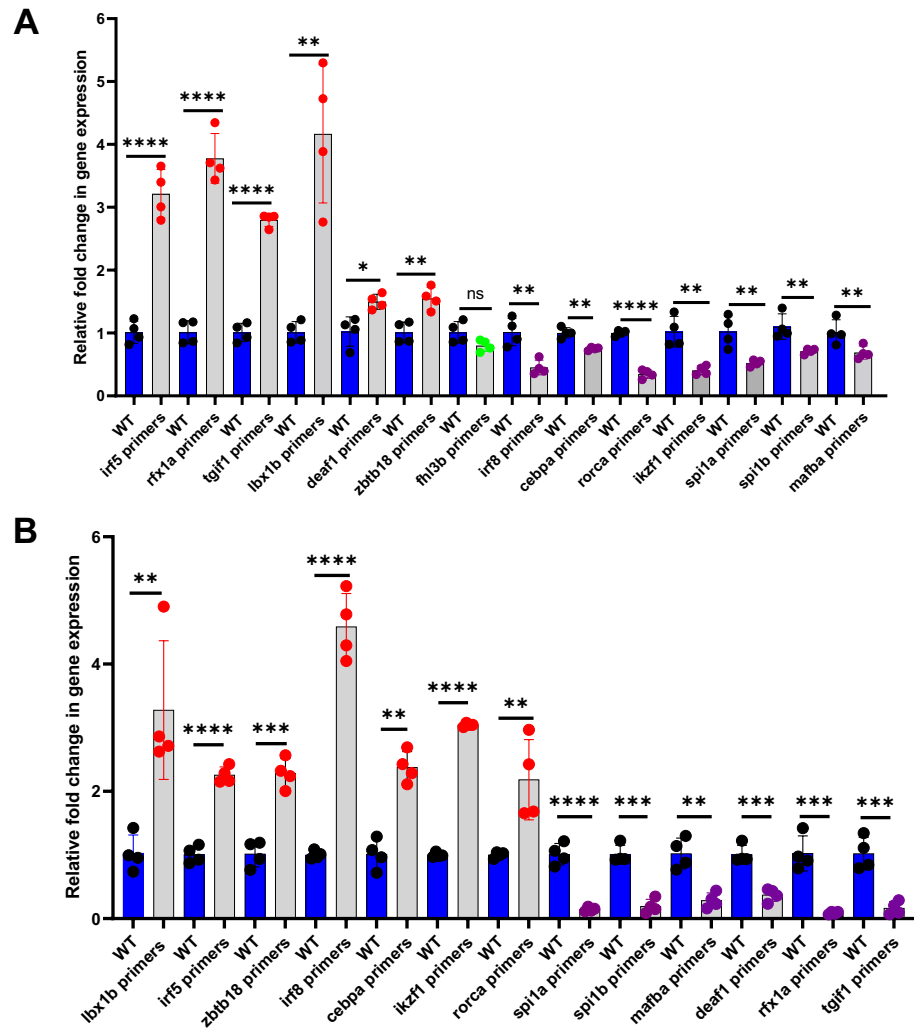 A
Relative fold change in gene expression
6
5
4
3
2
1
0
****
****
****
**
*
**
ns
**
**
****
**
**
**
**
WT
irf5 primers
WT
rfx1a primers
WT
tgif1 primers
WT
lbx1b primers
WT
deaf1 primers
WT
zbtb18 primers
WT
fhl3b primers
WT
irf8 primers
WT
cebpa primers
WT
rorca primers
WT
ikzf1 primers
WT
spi1a primers
WT
spi1b primers
WT
mafba primers
B
Relative fold change in gene expression
6
4
2
0
**
****
***
****
**
****
**
****
***
**
***
***
***
WT
lbx1b primers
WT
irf5 primers
WT
zbtb18 primers
WT
irf8 primers
WT
cebpa primers
WT
ikzf1 primers
WT
rorca primers
WT
spi1a primers
WT
spi1b primers
WT
mafba primers
WT
deaf1 primers
WT
rfx1a primers
WT
tgif1 primers